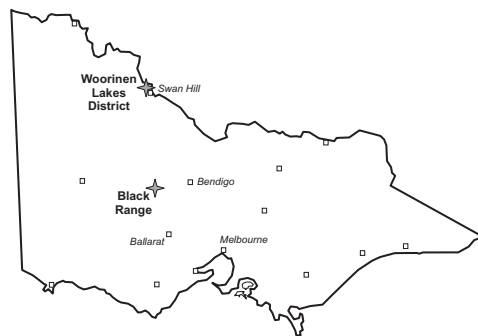 Woorinen
Lakes
District
Swan Hill
Bendigo
Black
Range
Ballarat
Melbourne